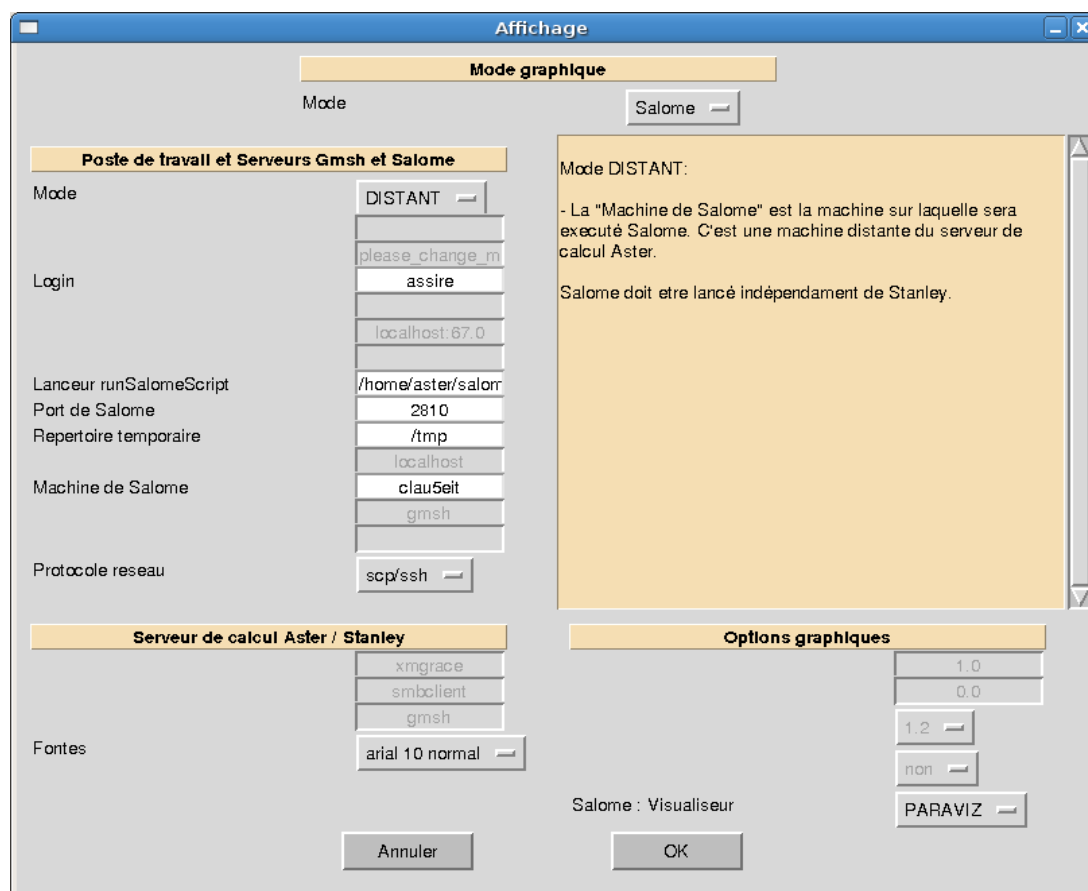 Affichage
Mode graphique
Mode Salome
Poste de travail et Serveurs Gmsh et Salome
Mode DISTANT
please_change_m
Login assire
localhost:67.0
Lanceur runSalomeScript /home/aster/salom
Port de Salome 2810
Repertoire temporaire /tmp
localhost
Machine de Salome clau5eit
gmsh
Protocole reseau scp/ssh
Mode DISTANT:
- La "Machine de Salome" est la machine sur laquelle sera
executé Salome. C'est une machine distante du serveur de
calcul Aster.
Salome doit etre lancé indépendament de Stanley.
Serveur de calcul Aster / Stanley
xmgrace
smbclient
gmsh
Fontes arial 10 normal
Options graphiques
1.0
0.0
1.2
non
Salome : Visualiseur PARAVIZ
Annuler OK